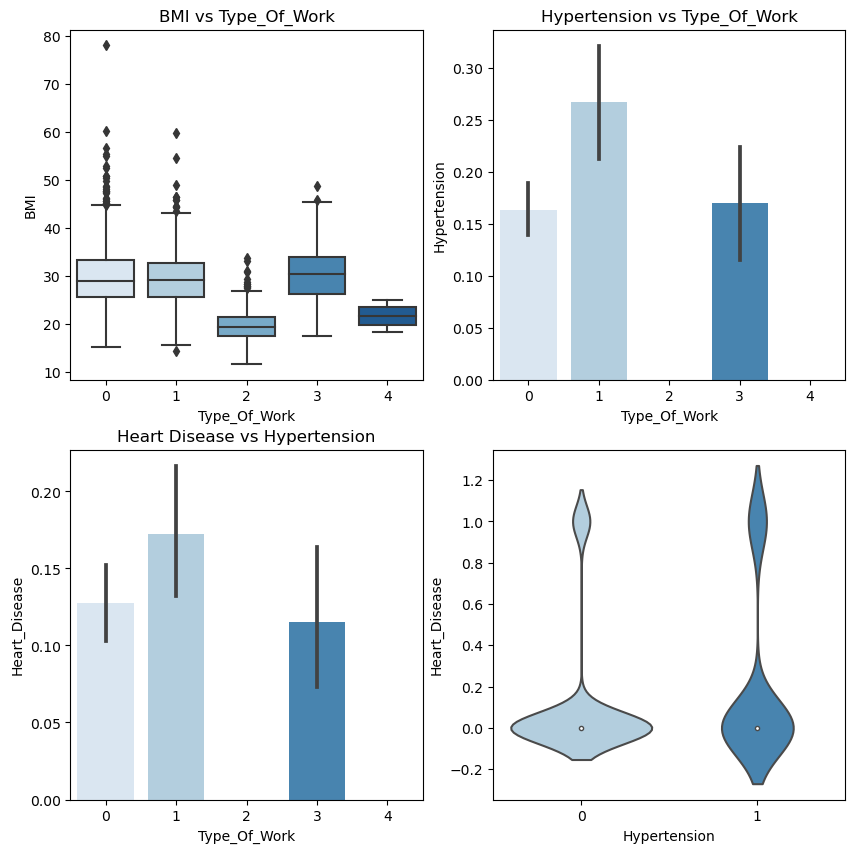 BMI vs Type_Of_Work
80
70
60
50
40
30
20
10
BMI
0 1 2 3 4
Type_Of_Work
Hypertension vs Type_Of_Work
0.30
0.25
0.20
0.15
0.10
0.05
0.00
Hypertension
0 1 2 3 4
Type_Of_Work
Heart Disease vs Hypertension
0.20
0.15
0.10
0.05
0.00
Heart_Disease
0 1 2 3 4
Type_Of_Work
1.2
1.0
0.8
0.6
0.4
0.2
0.0
−0.2
Heart_Disease
0 1
Hypertension